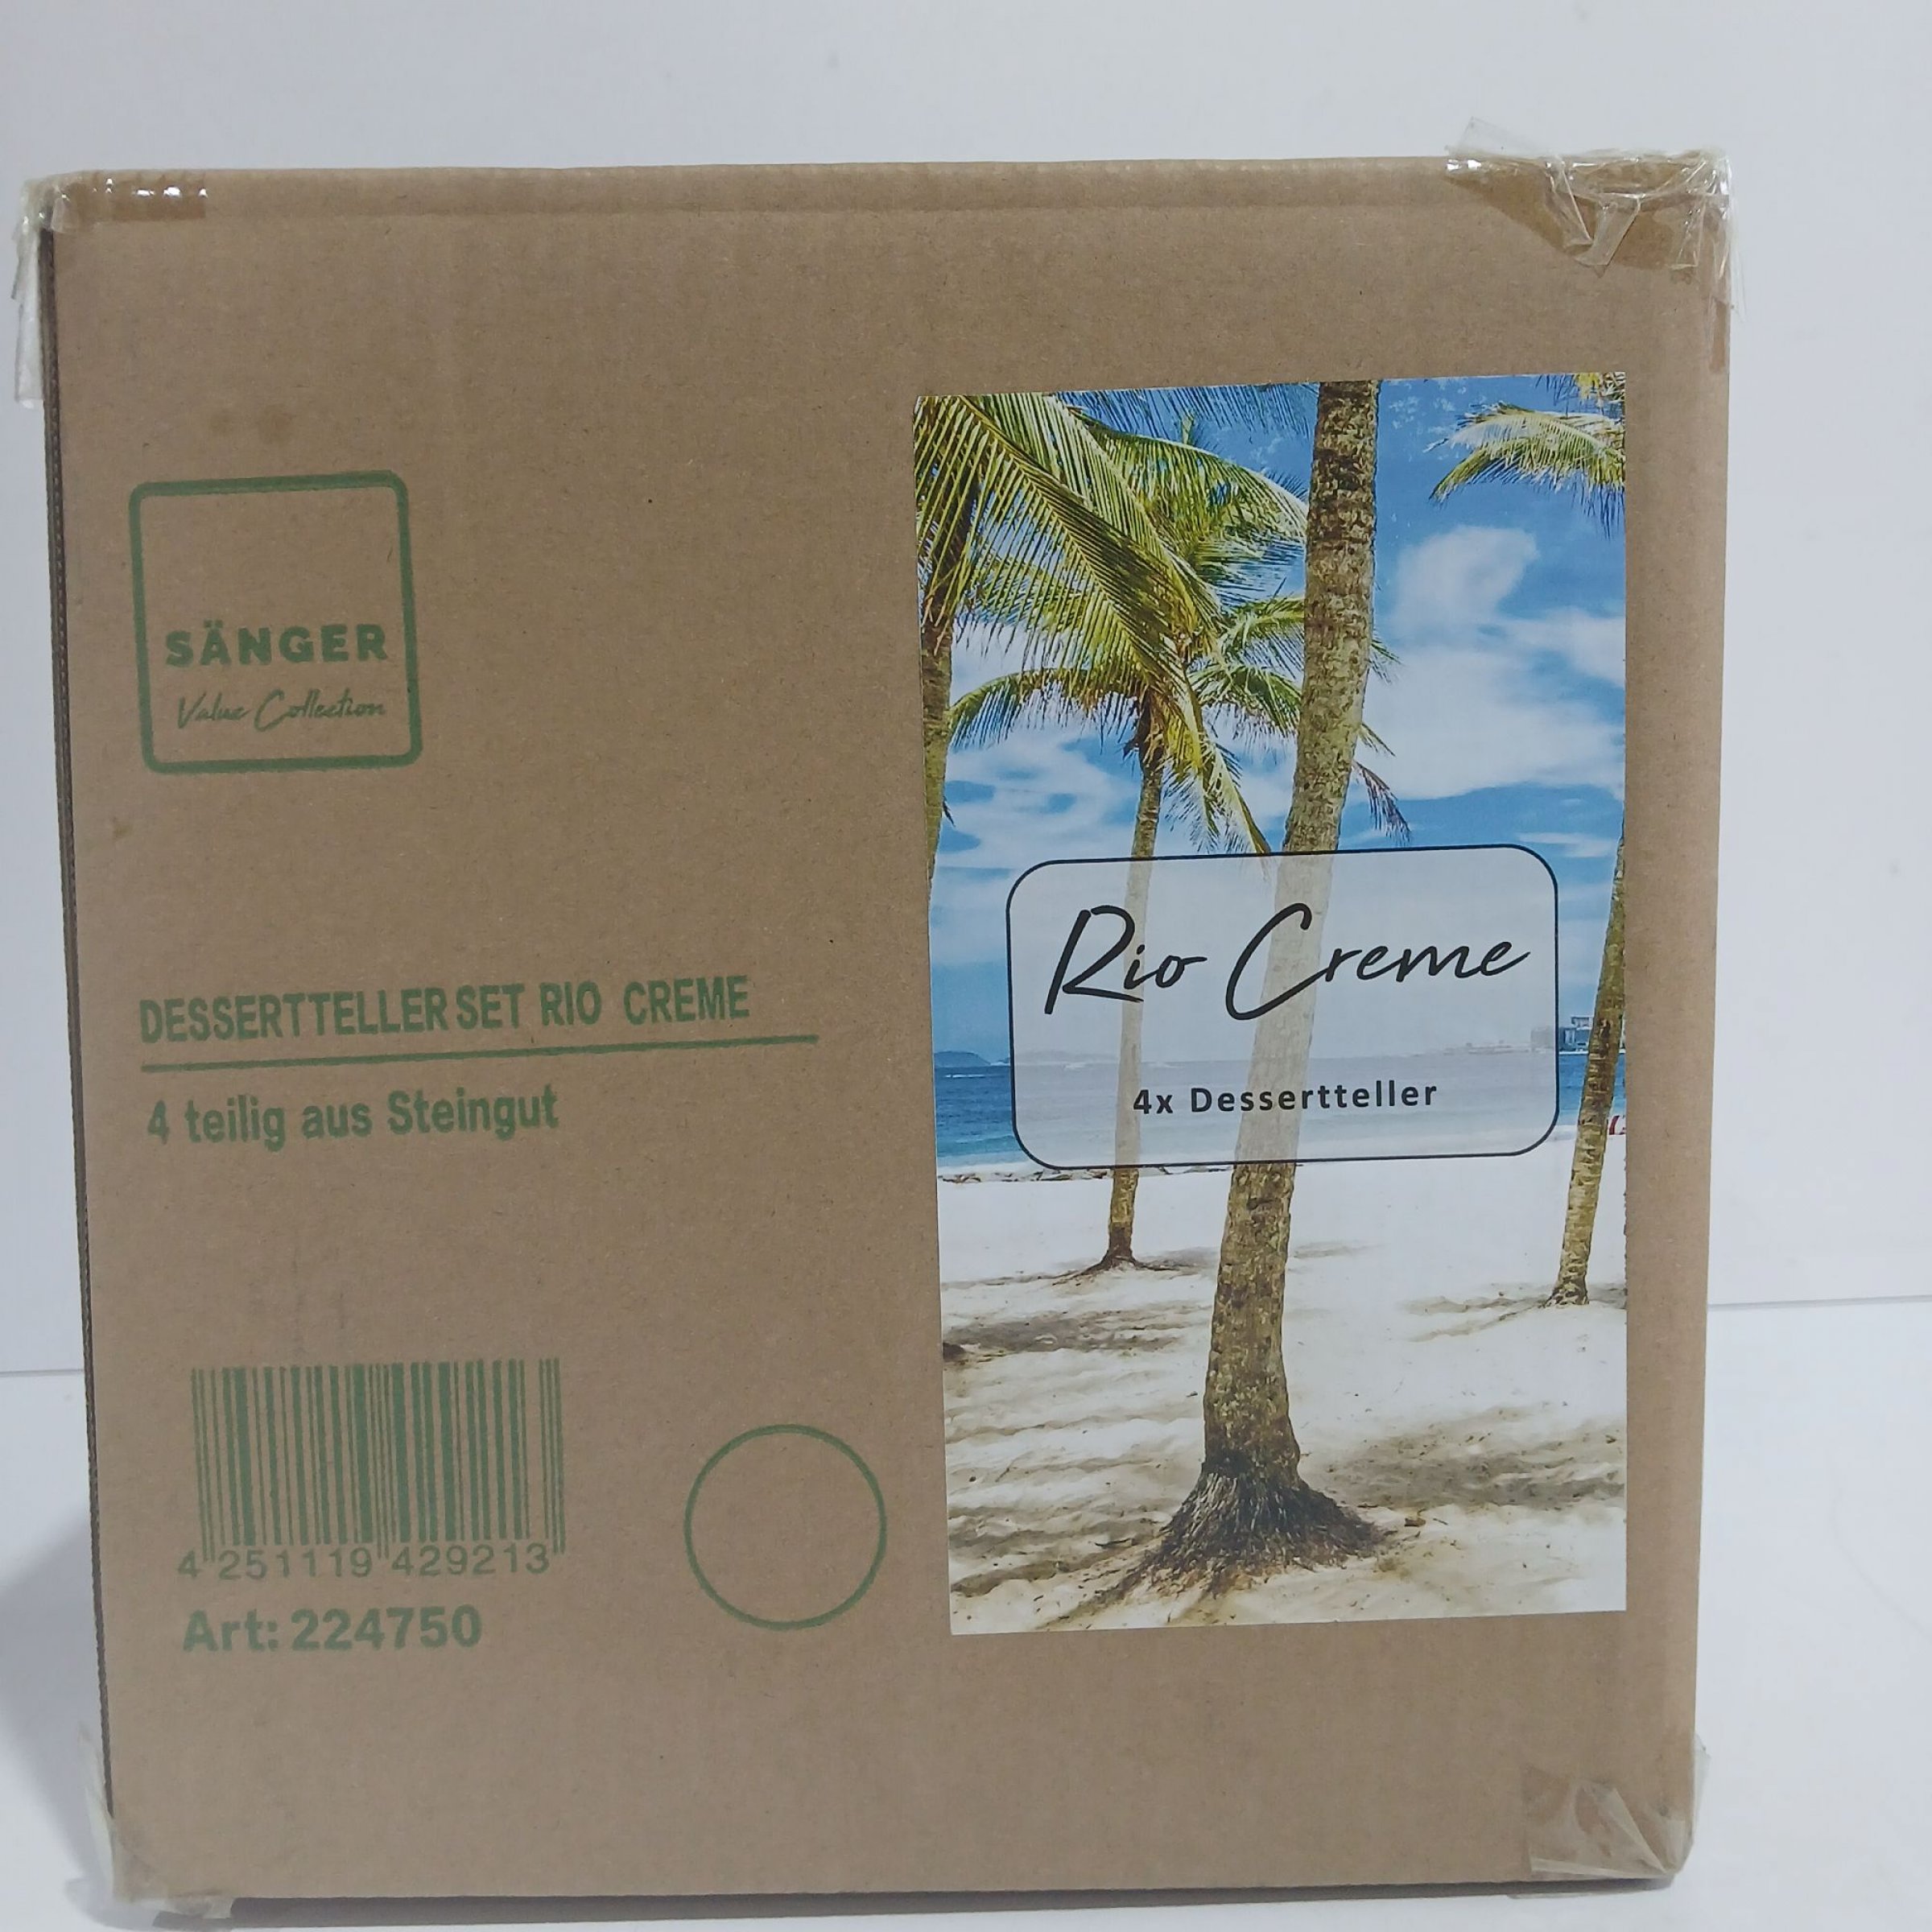 SÄNGER
Value Collection
DESSERTTELLER SET RIO CREME
4 teilig aus Steingut
4 251119 429213
Art: 224750
Rio Creme
4x Dessertteller